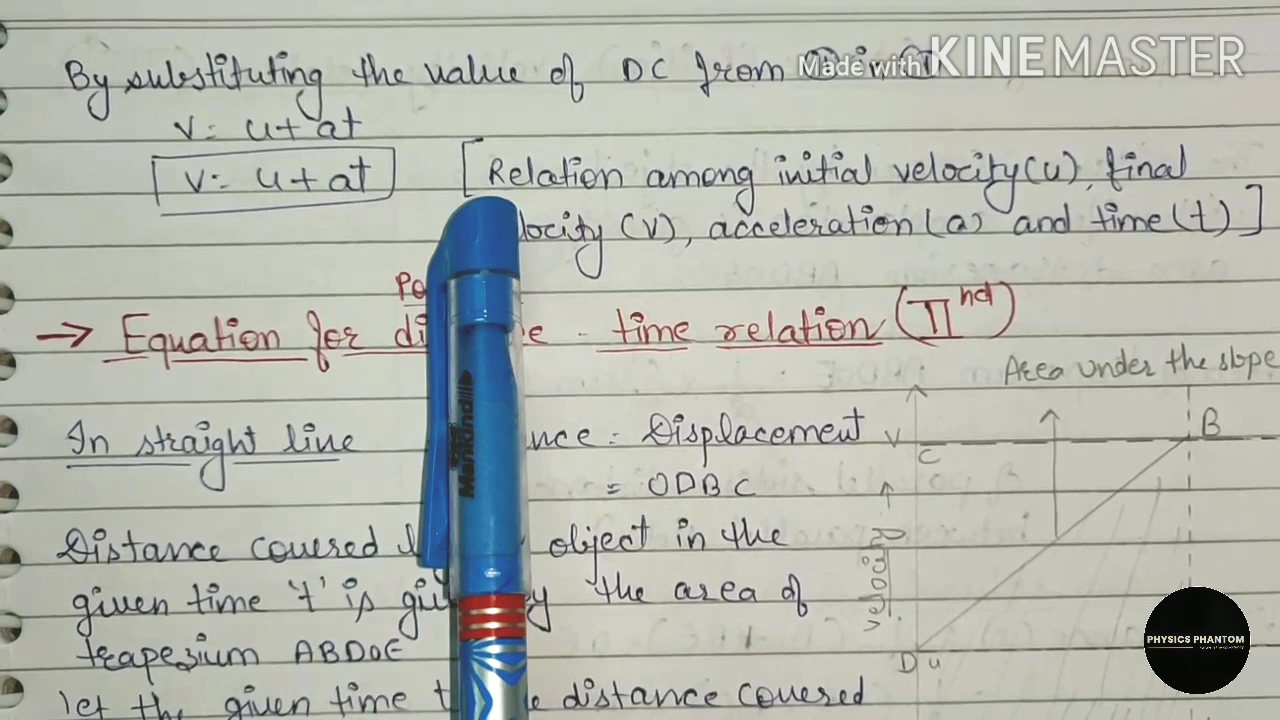 By substituting the value of DC from in
Made with KINEMASTER
V = u + at
V = u + at [Relation among initial velocity (u), final
locity (V), acceleration (a) and time (t)]
Po
→ Equation for di e - time relation (IInd)
Area under the slope
In straight line nce = Displacement
= ODBC
V C B
Distance covered object in the
given time 't' is gi y the area of
velocity
trapezium ABDOE
D u
PHYSICS PHANTOM
let the given time t e distance covered